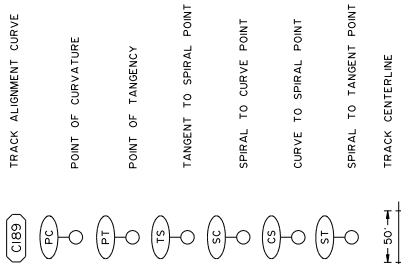 C189 TRACK ALIGNMENT CURVE
PC POINT OF CURVATURE
PT POINT OF TANGENCY
TS TANGENT TO SPIRAL POINT
SC SPIRAL TO CURVE POINT
CS CURVE TO SPIRAL POINT
ST SPIRAL TO TANGENT POINT
50' TRACK CENTERLINE